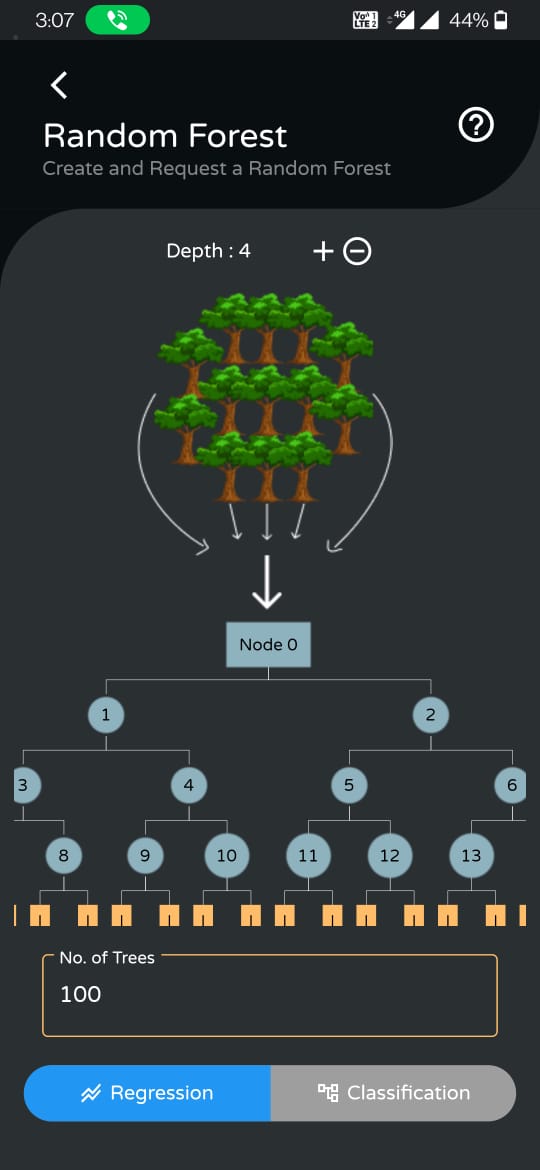 3:07
Vo)) 1
LTE 2
4G
44%
Random Forest
Create and Request a Random Forest
Depth : 4
Node 0
1
2
3
4
5
6
8
9
10
11
12
13
No. of Trees
100
Regression
Classification